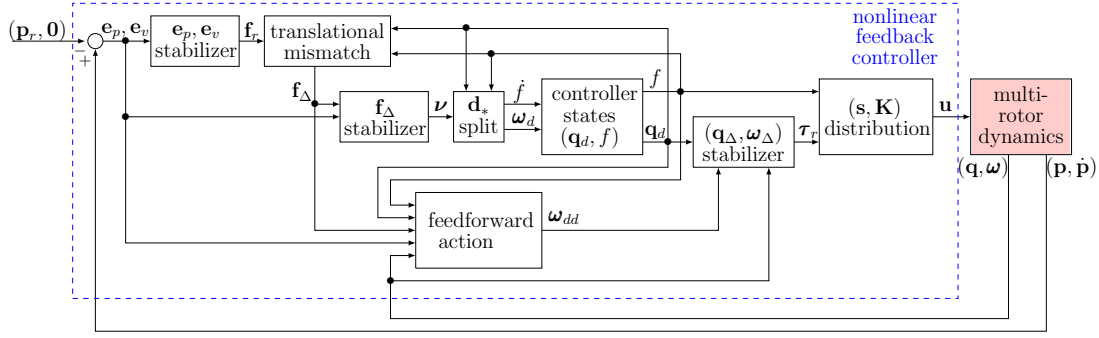 (p_r, 0)
−
+
e_p, e_v
e_p, e_v
stabilizer
f_r
translational
mismatch
nonlinear
feedback
controller
f_Δ
f_Δ
stabilizer
ν
d_*
split
ḟ
ω_d
controller
states
(q_d, f)
f
q_d
(q_Δ, ω_Δ)
stabilizer
τ_r
(s, K)
distribution
u
multi-
rotor
dynamics
(q, ω)
(p, ṗ)
feedforward
action
ω_dd